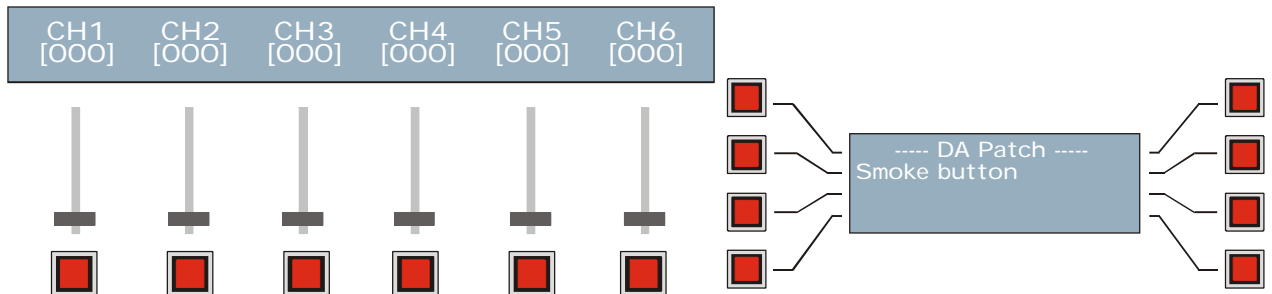 CH1 CH2 CH3 CH4 CH5 CH6
[000] [000] [000] [000] [000] [000]
----- DA Patch -----
Smoke button